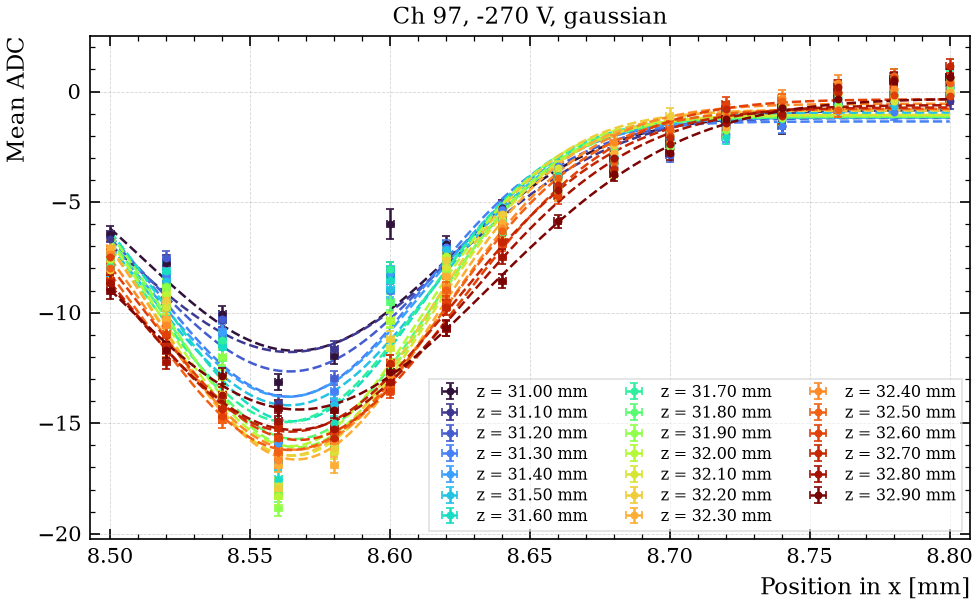 Ch 97, -270 V, gaussian
Mean ADC
0
−5
−10
−15
−20
z = 31.00 mm
z = 31.10 mm
z = 31.20 mm
z = 31.30 mm
z = 31.40 mm
z = 31.50 mm
z = 31.60 mm
z = 31.70 mm
z = 31.80 mm
z = 31.90 mm
z = 32.00 mm
z = 32.10 mm
z = 32.20 mm
z = 32.30 mm
z = 32.40 mm
z = 32.50 mm
z = 32.60 mm
z = 32.70 mm
z = 32.80 mm
z = 32.90 mm
8.50 8.55 8.60 8.65 8.70 8.75 8.80
Position in x [mm]